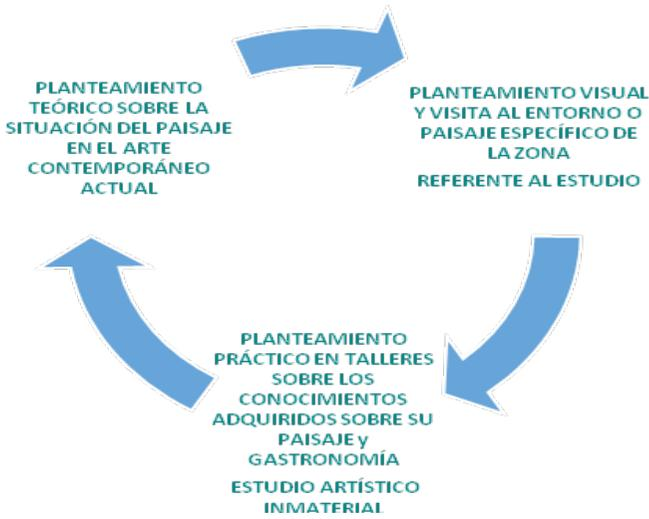 PLANTEAMIENTO
TEÓRICO SOBRE LA
SITUACIÓN DEL PAISAJE
EN EL ARTE
CONTEMPORÁNEO
ACTUAL
PLANTEAMIENTO VISUAL
Y VISITA AL ENTORNO O
PAISAJE ESPECÍFICO DE
LA ZONA
REFERENTE AL ESTUDIO
PLANTEAMIENTO
PRÁCTICO EN TALLERES
SOBRE LOS
CONOCIMIENTOS
ADQUIRIDOS SOBRE SU
PAISAJE y
GASTRONOMÍA
ESTUDIO ARTÍSTICO
INMATERIAL